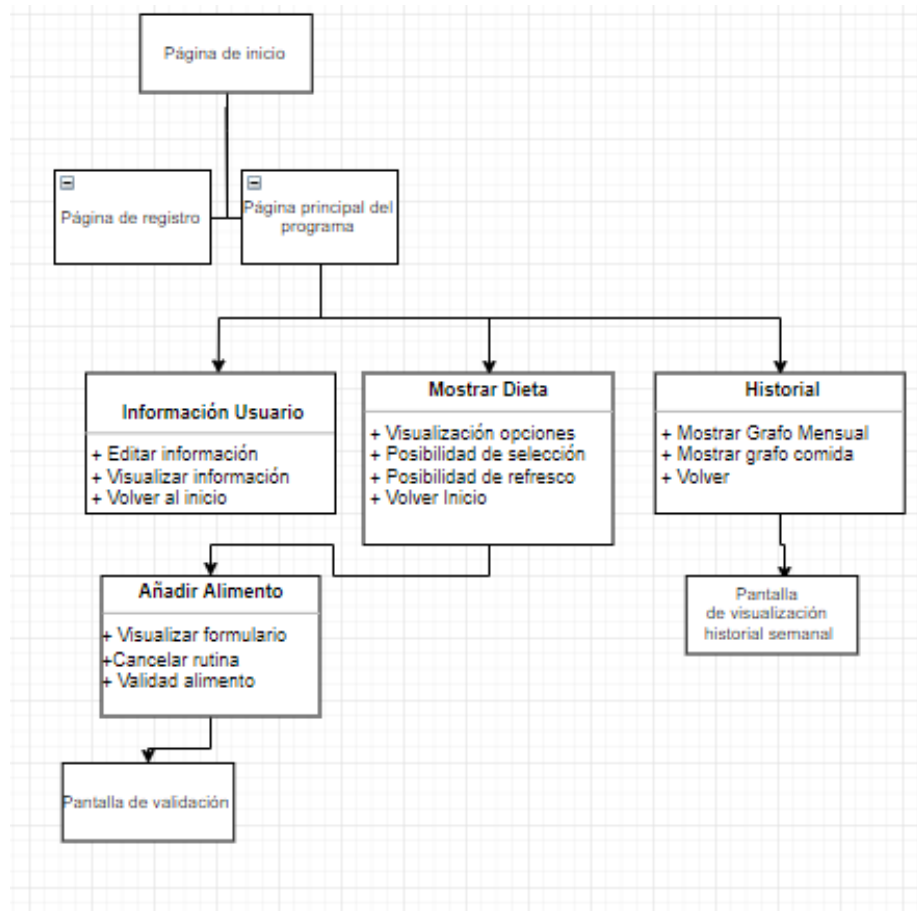 Página de inicio
Página de registro
Página principal del
programa
Información Usuario
+ Editar información
+ Visualizar información
+ Volver al inicio
Mostrar Dieta
+ Visualización opciones
+ Posibilidad de selección
+ Posibilidad de refresco
+ Volver Inicio
Historial
+ Mostrar Grafo Mensual
+ Mostrar grafo comida
+ Volver
Añadir Alimento
+ Visualizar formulario
+Cancelar rutina
+ Validad alimento
Pantalla
de visualización
historial semanal
Pantalla de validación